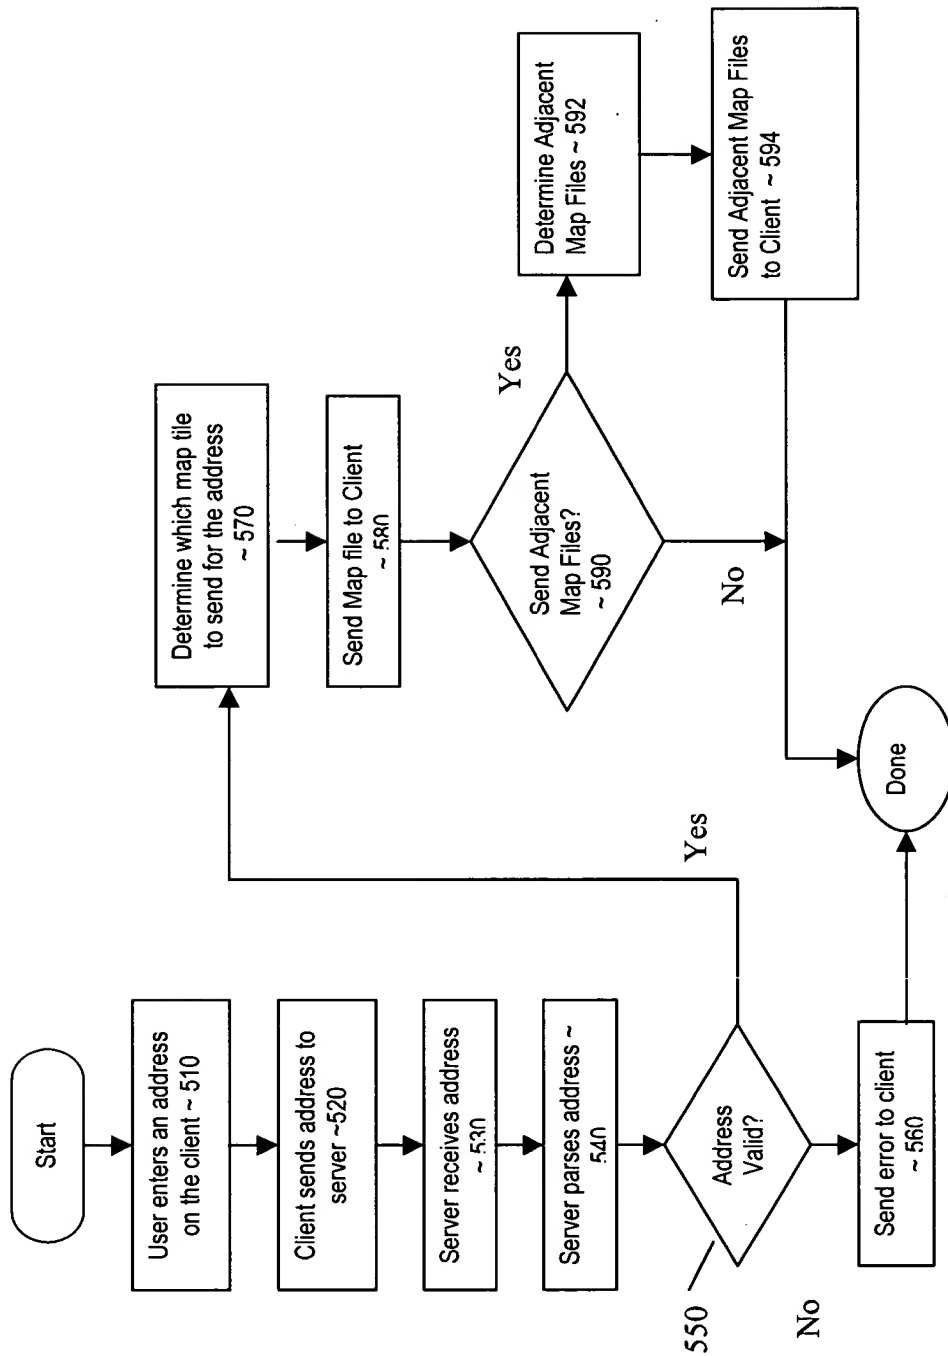 Start
User enters an address
on the client ~ 510
Client sends address to
server ~520
Server receives address
~ 530
Server parses address ~
540
Address
Valid?
550
No
Send error to client
~ 560
Yes
Determine which map tile
to send for the address
~ 570
Send Map file to Client
~ 580
Send Adjacent
Map Files?
~ 590
Yes
No
Determine Adjacent
Map Files ~ 592
Send Adjacent Map Files
to Client ~ 594
Done